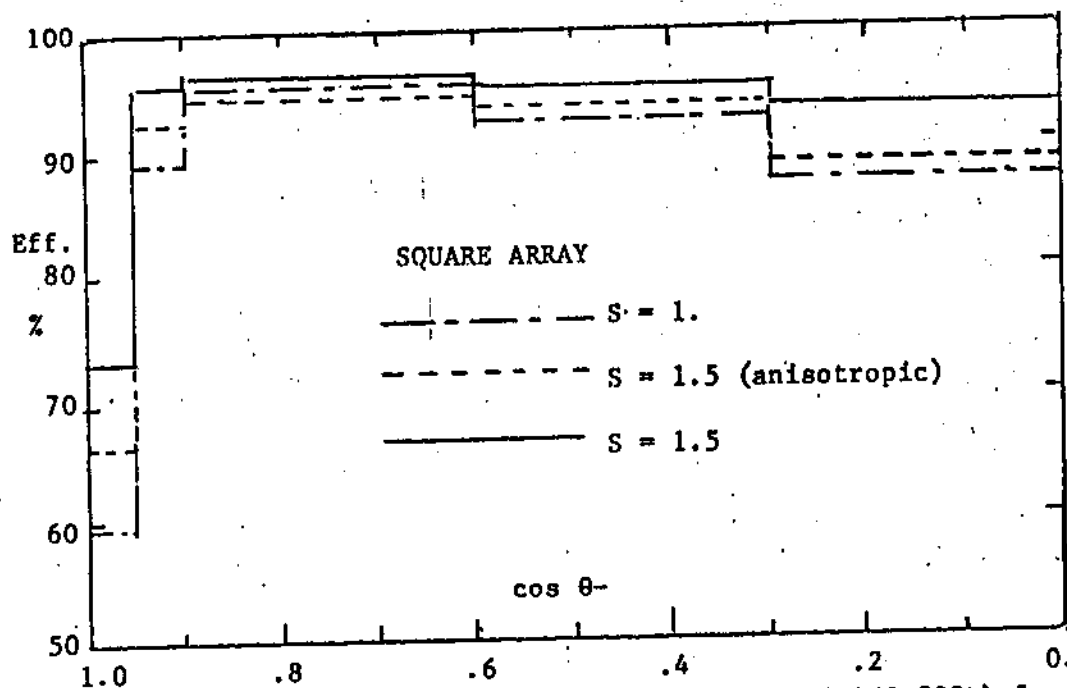 100
90
Eff.
80
%
70
60
50
SQUARE ARRAY
S = 1.
S = 1.5 (anisotropic)
S = 1.5
cos θ-
1.0 .8 .6 .4 .2 0.